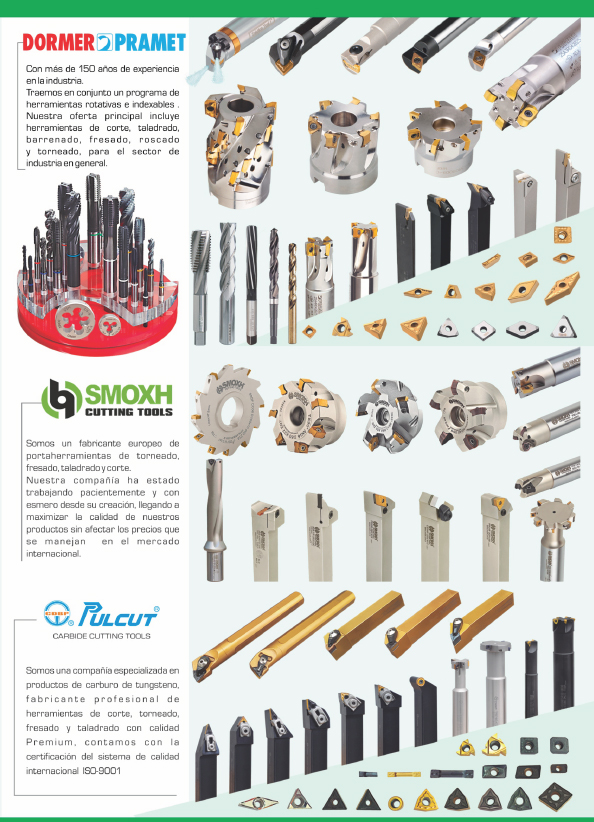 DORMER PRAMET
Con más de 150 años de experiencia
en la industria.
Traemos en conjunto un programa de
herramientas rotativas e indexables .
Nuestra oferta principal incluye
herramientas de corte, taladrado,
barrenado, fresado, roscado
y torneado, para el sector de
industria en general.
SMOXH
CUTTING TOOLS
Somos un fabricante europeo de
portaherramientas de torneado,
fresado, taladrado y corte.
Nuestra compañía ha estado
trabajando pacientemente y con
esmero desde su creación, llegando a
maximizar la calidad de nuestros
productos sin afectar los precios que
se manejan en el mercado
internacional.
PULCUT ®
CARBIDE CUTTING TOOLS
Somos una compañía especializada en
productos de carburo de tungsteno,
fabricante profesional de
herramientas de corte, torneado,
fresado y taladrado con calidad
Premium, contamos con la
certificación del sistema de calidad
internacional ISO-9001
SMOXH